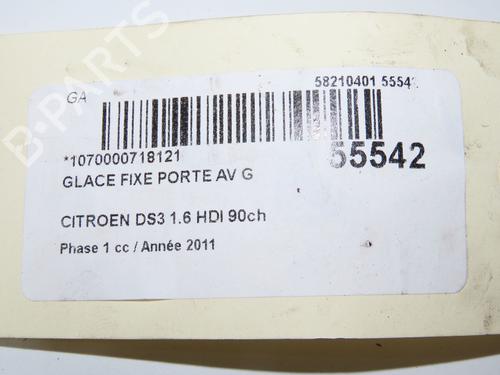 B-PARTS
GA
58210401 5554
*1070000718121
55542
GLACE FIXE PORTE AV G
CITROEN DS3 1.6 HDI 90ch
Phase 1 cc / Année 2011